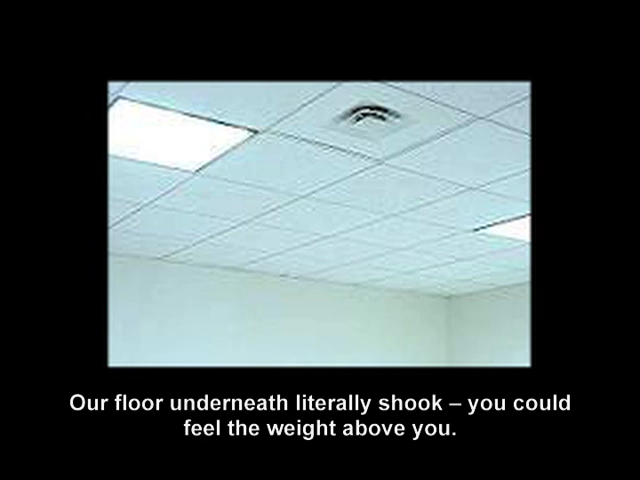 Our floor underneath literally shook – you could
feel the weight above you.